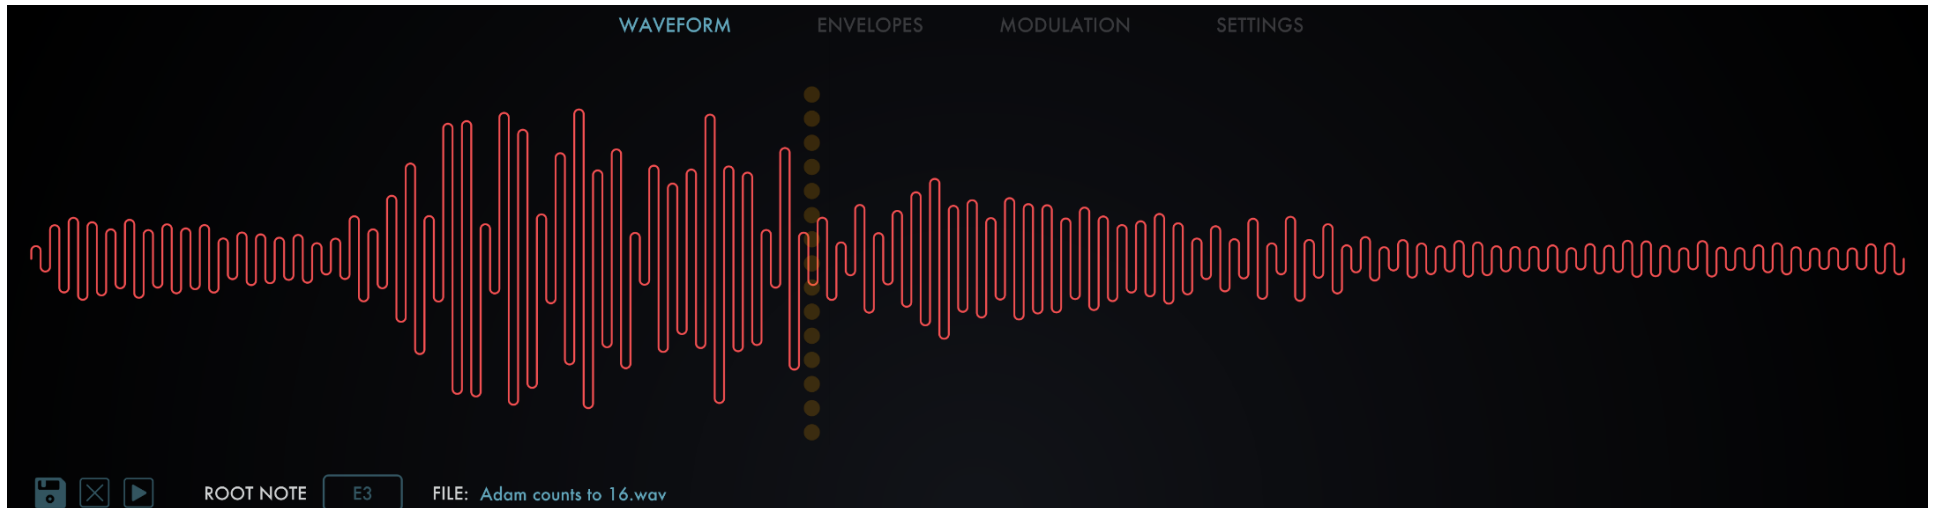 WAVEFORM ENVELOPES MODULATION SETTINGS
ROOT NOTE E3 FILE: Adam counts to 16.wav